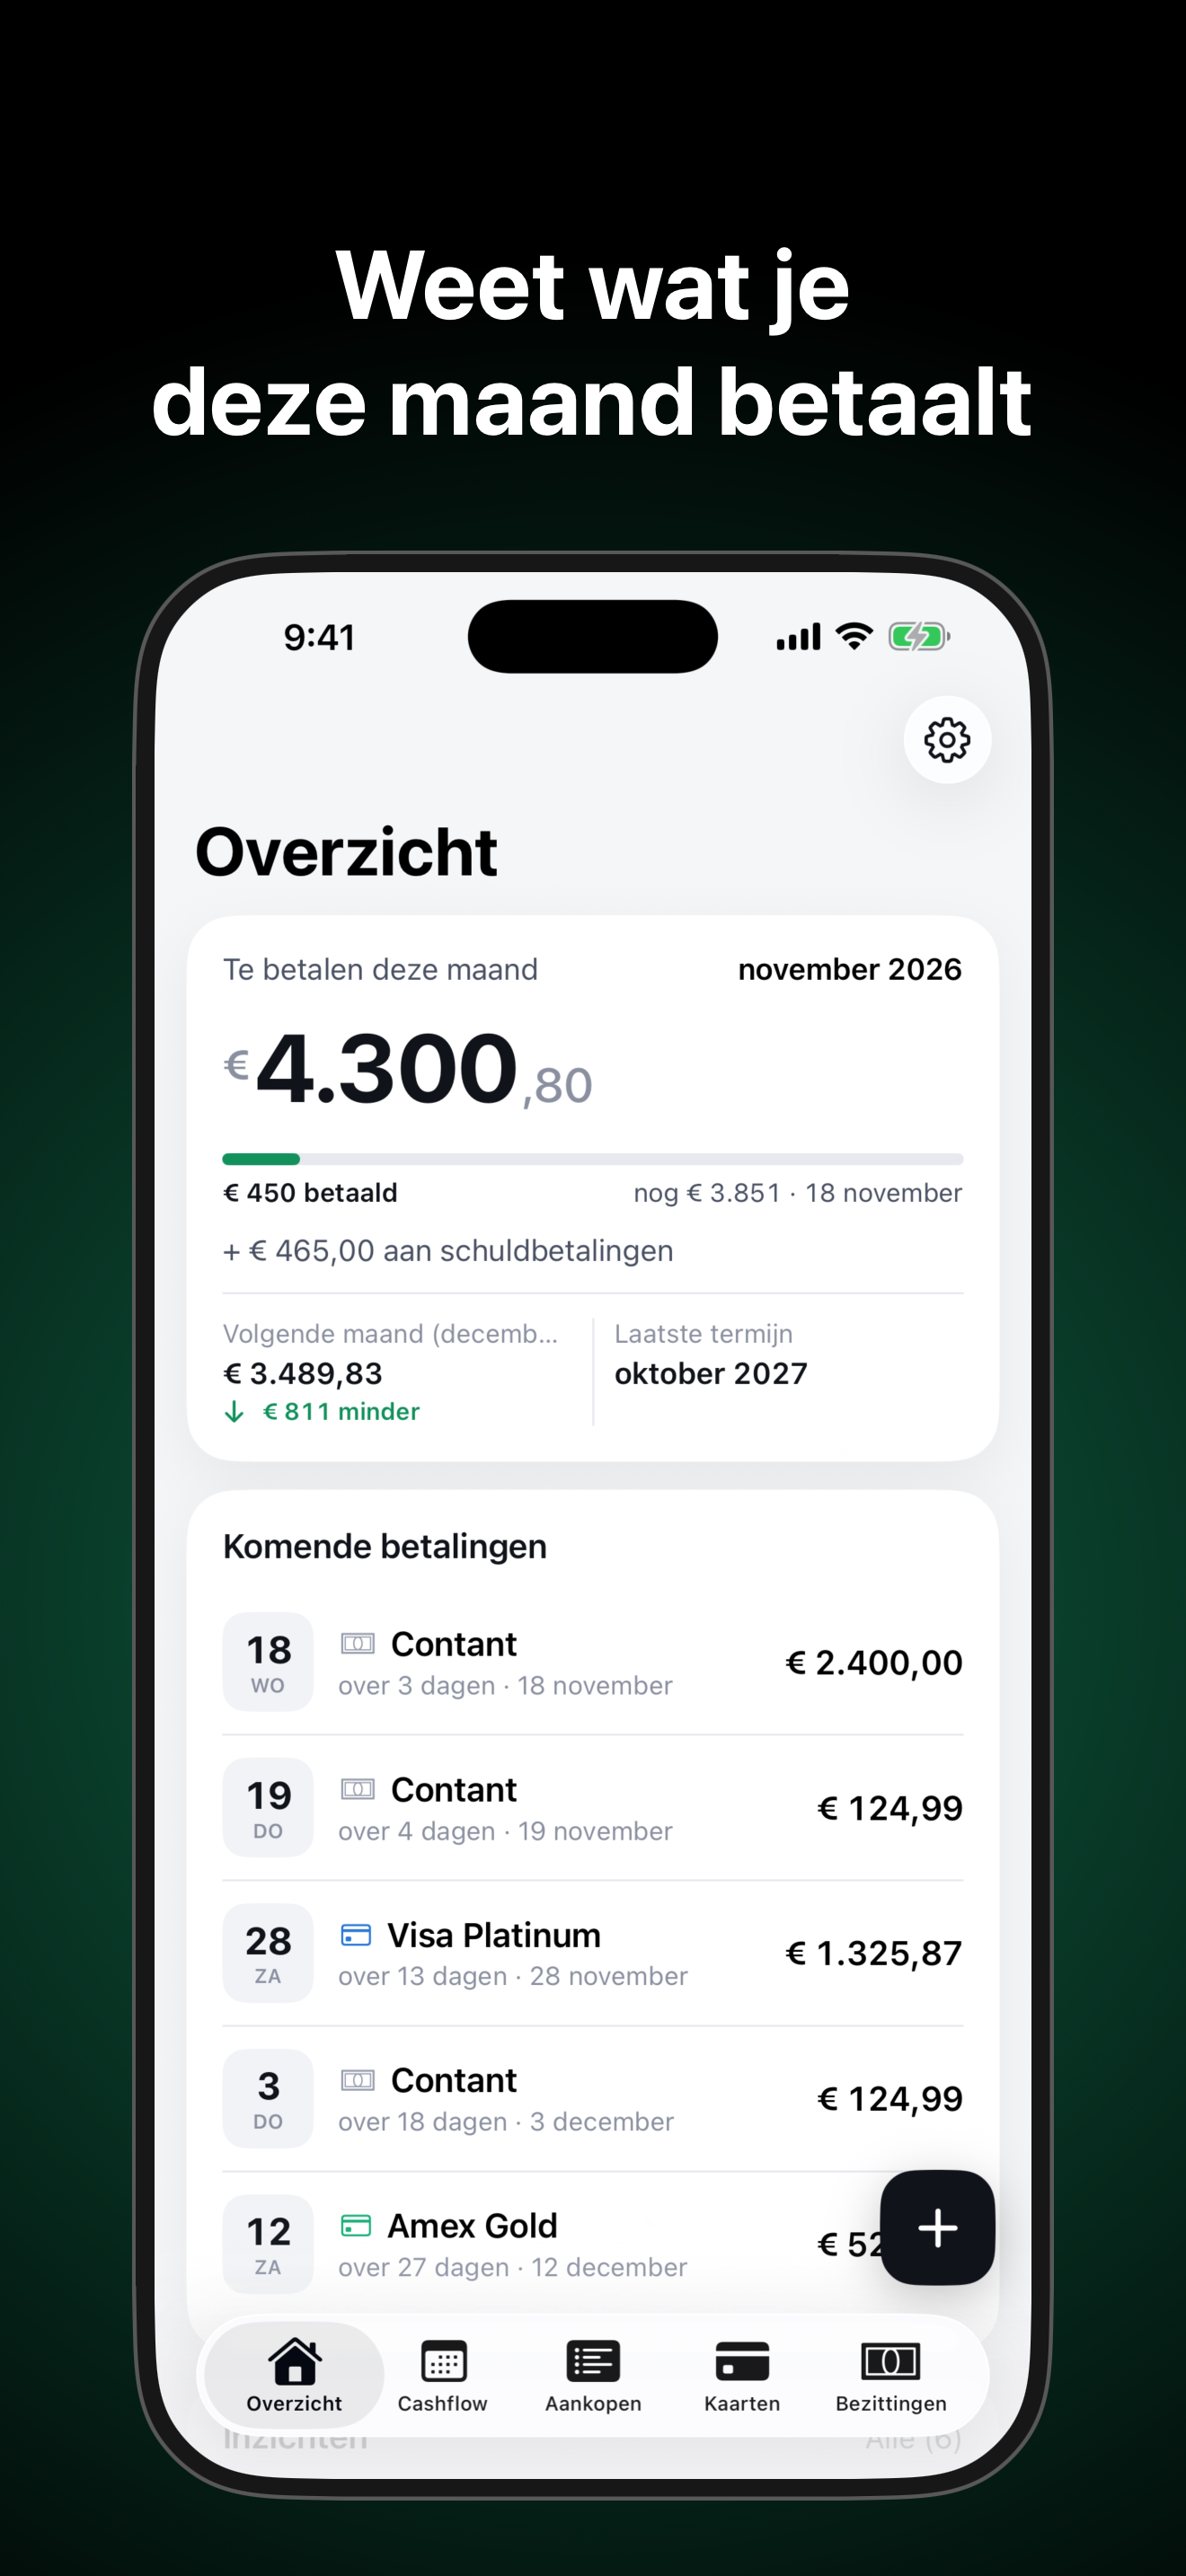 Weet wat je
deze maand betaalt
9:41
Overzicht
Te betalen deze maand november 2026
€ 4.300,80
€ 450 betaald nog € 3.851 · 18 november
+ € 465,00 aan schuldbetalingen
Volgende maand (decemb... Laatste termijn
€ 3.489,83 oktober 2027
€ 811 minder
Komende betalingen
18 Contant € 2.400,00
WO over 3 dagen · 18 november
19 Contant € 124,99
DO over 4 dagen · 19 november
28 Visa Platinum € 1.325,87
ZA over 13 dagen · 28 november
3 Contant € 124,99
DO over 18 dagen · 3 december
12 Amex Gold € 52
ZA over 27 dagen · 12 december
Overzicht Cashflow Aankopen Kaarten Bezittingen
Inzichten Alle (6)